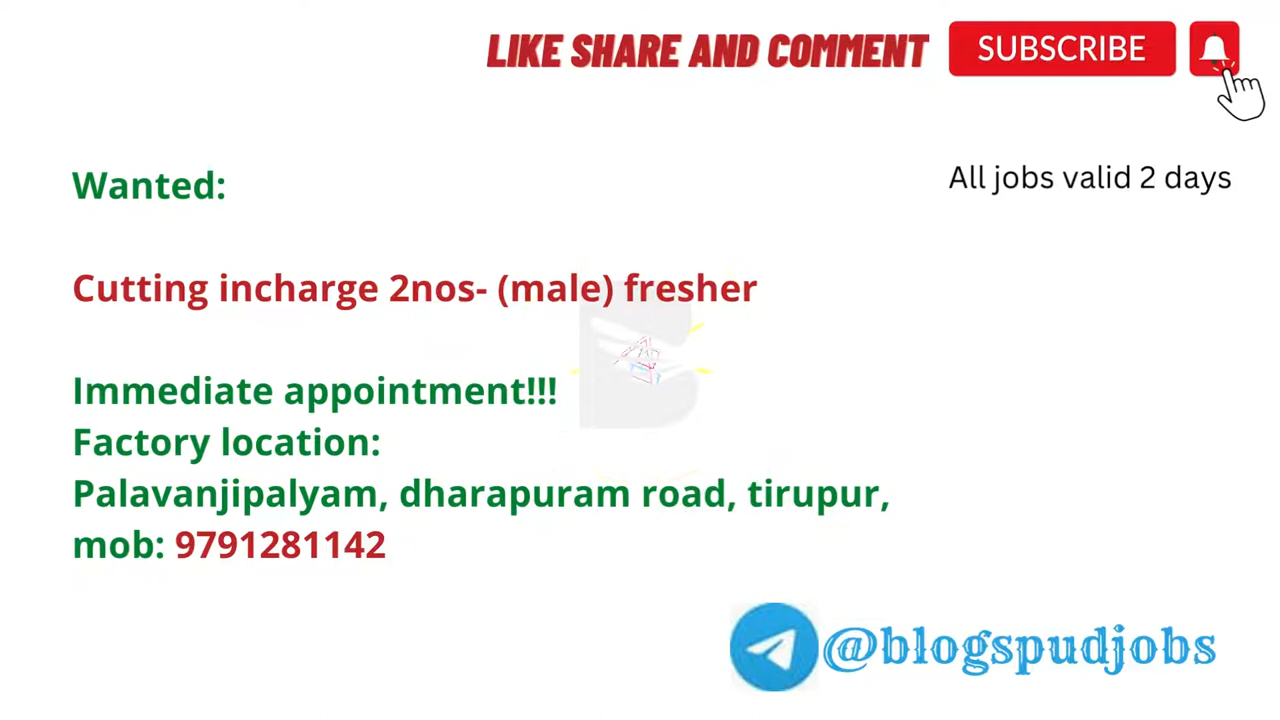 LIKE SHARE AND COMMENT
SUBSCRIBE
All jobs valid 2 days
Wanted:
Cutting incharge 2nos- (male) fresher
Immediate appointment!!!
Factory location:
Palavanjipalyam, dharapuram road, tirupur,
mob: 9791281142
@blogspudjobs